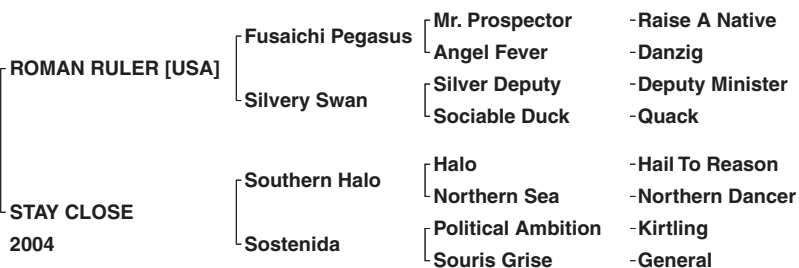 Mr. Prospector -Raise A Native
Fusaichi Pegasus
Angel Fever -Danzig
ROMAN RULER [USA]
Silver Deputy -Deputy Minister
Silvery Swan
Sociable Duck -Quack
Halo -Hail To Reason
Southern Halo
Northern Sea -Northern Dancer
STAY CLOSE
Political Ambition -Kirtling
2004
Sostenida
Souris Grise -General